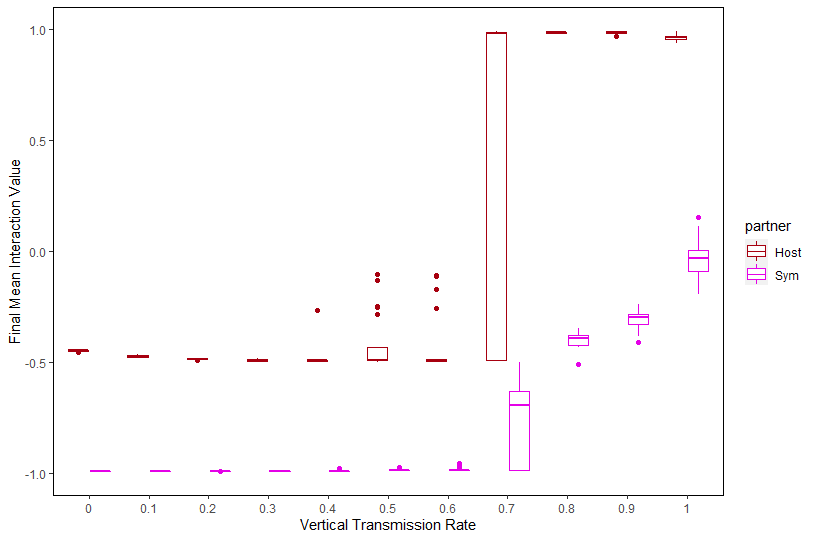 1.0
0.5
0.0
-0.5
-1.0
Final Mean Interaction Value
0 0.1 0.2 0.3 0.4 0.5 0.6 0.7 0.8 0.9 1
Vertical Transmission Rate
partner
Host
Sym